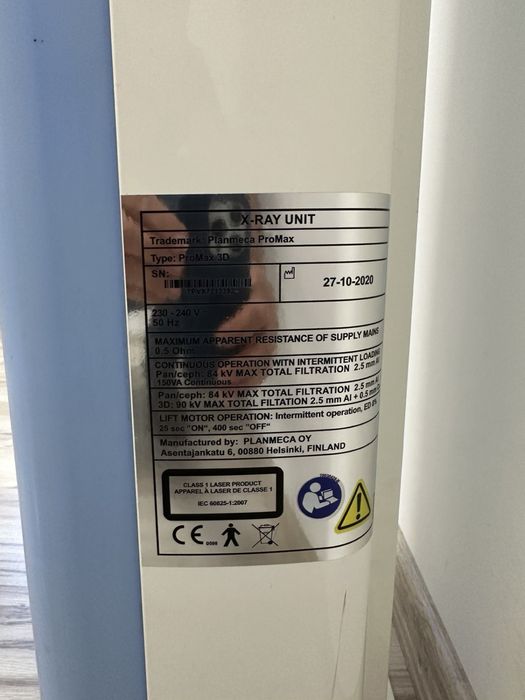 X-RAY UNIT
Trademark: Planmeca ProMax
Type: ProMax 3D
SN:
27-10-2020
230 - 240 V
50 Hz
MAXIMUM APPARENT RESISTANCE OF SUPPLY MAINS
0.5 Ohm
CONTINUOUS OPERATION WITN INTERMITTENT LOADING
Pan/ceph: 84 kV MAX TOTAL FILTRATION 2.5 mm Al
150VA Continuous
Pan/ceph: 84 kV MAX TOTAL FILTRATION 2.5 mm Al
3D: 90 kV MAX TOTAL FILTATION 2.5 mm Al + 0.5 mm
LIFT MOTOR OPERATION: Intermittent operation, ED
25 sec "ON", 400 sec "OFF"
Manufactured by: PLANMECA OY
Asentajankatu 6, 00880 Helsinki, FINLAND
CLASS 1 LASER PRODUCT
APPAREIL À LASER DE CLASSE 1
IEC 60825-1:2007
CE